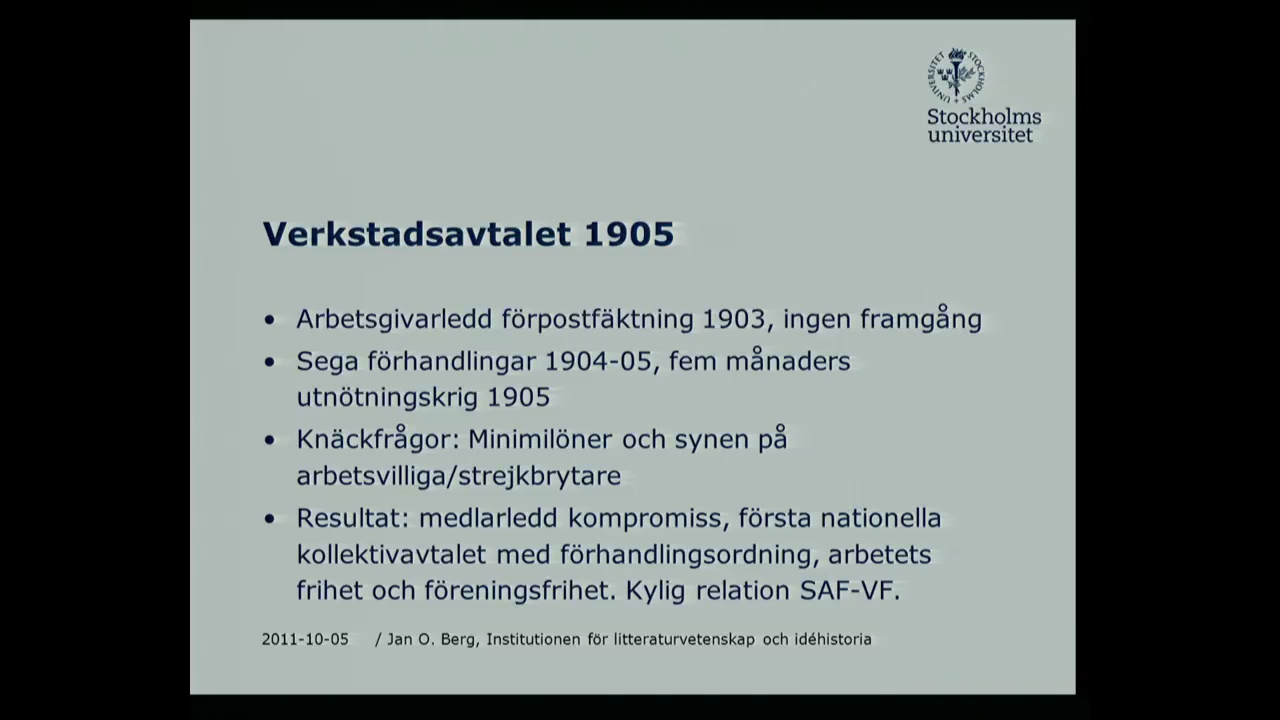 STOCKHOLMS UNIVERSITET
Stockholms
universitet
Verkstadsavtalet 1905
• Arbetsgivarledd förpostfäktning 1903, ingen framgång
• Sega förhandlingar 1904-05, fem månaders
utnötningskrig 1905
• Knäckfrågor: Minimilöner och synen på
arbetsvilliga/strejkbrytare
• Resultat: medlarledd kompromiss, första nationella
kollektivavtalet med förhandlingsordning, arbetets
frihet och föreningsfrihet. Kylig relation SAF-VF.
2011-10-05 / Jan O. Berg, Institutionen för litteraturvetenskap och idéhistoria